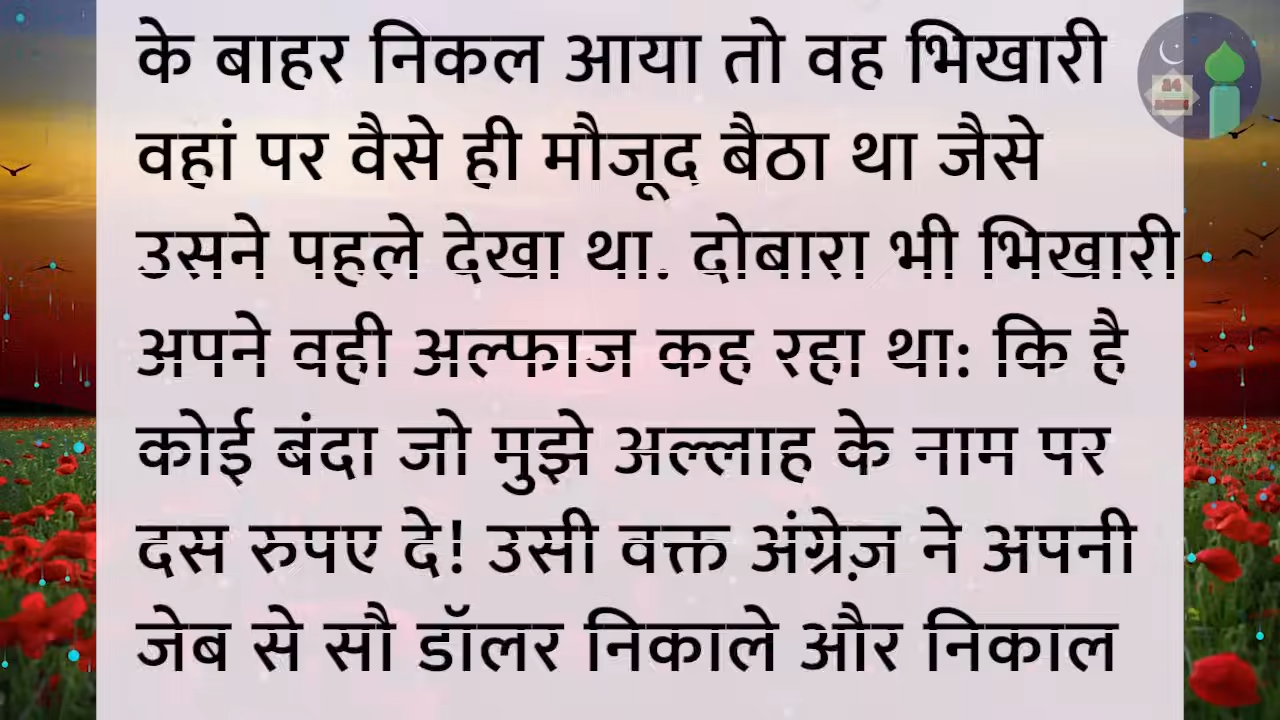 के बाहर निकल आया तो वह भिखारी
वहां पर वैसे ही मौजूद बैठा था जैसे
उसने पहले देखा था. दोबारा भी भिखारी
अपने वही अल्फाज कह रहा था: कि है
कोई बंदा जो मुझे अल्लाह के नाम पर
दस रुपए दे! उसी वक्त अंग्रेज़ ने अपनी
जेब से सौ डॉलर निकाले और निकाल